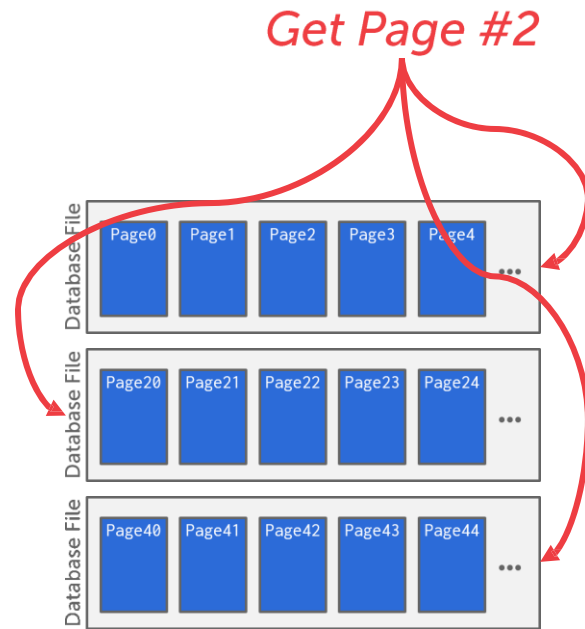 Get Page #2
Database File
Page0 Page1 Page2 Page3 Page4 ...
Database File
Page20 Page21 Page22 Page23 Page24 ...
Database File
Page40 Page41 Page42 Page43 Page44 ...